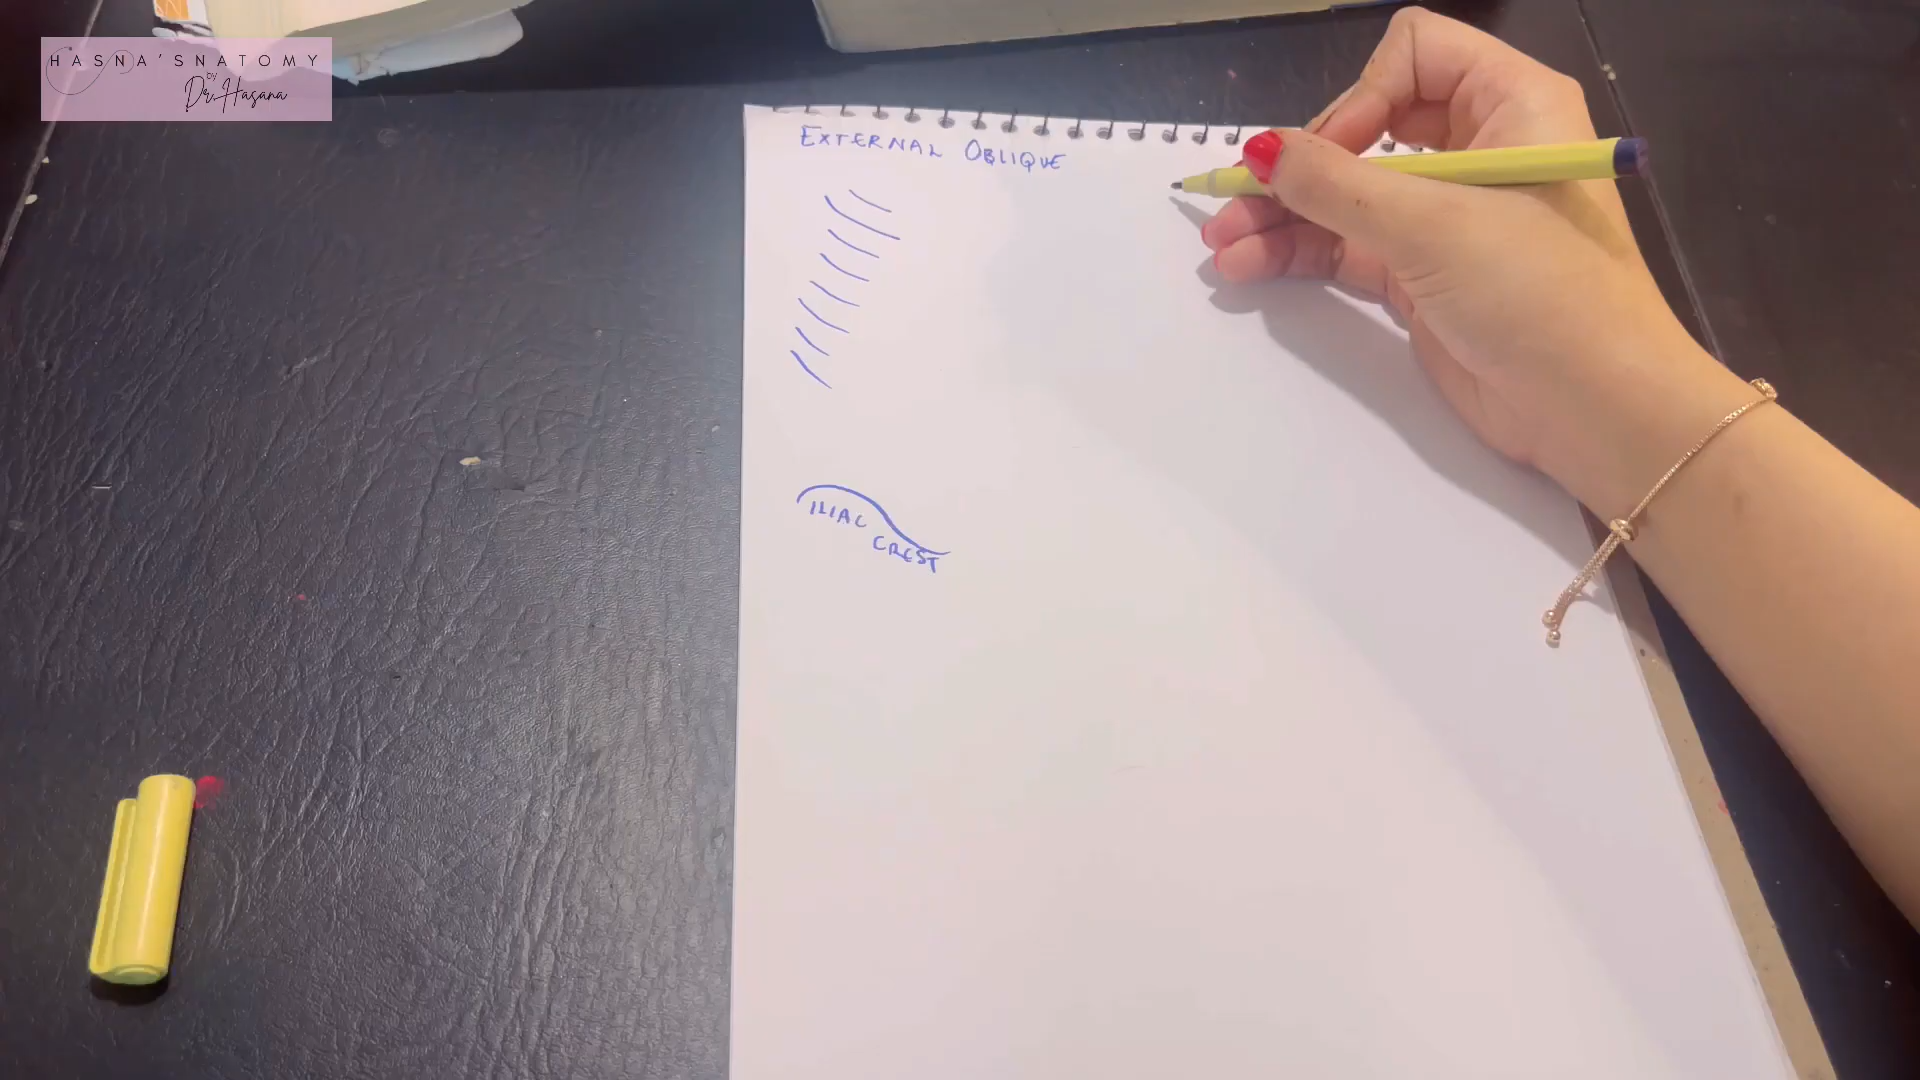 HASNA'SNATOMY
by
Dr.Hasana
EXTERNAL OBLIQUE
ILIAC
CREST